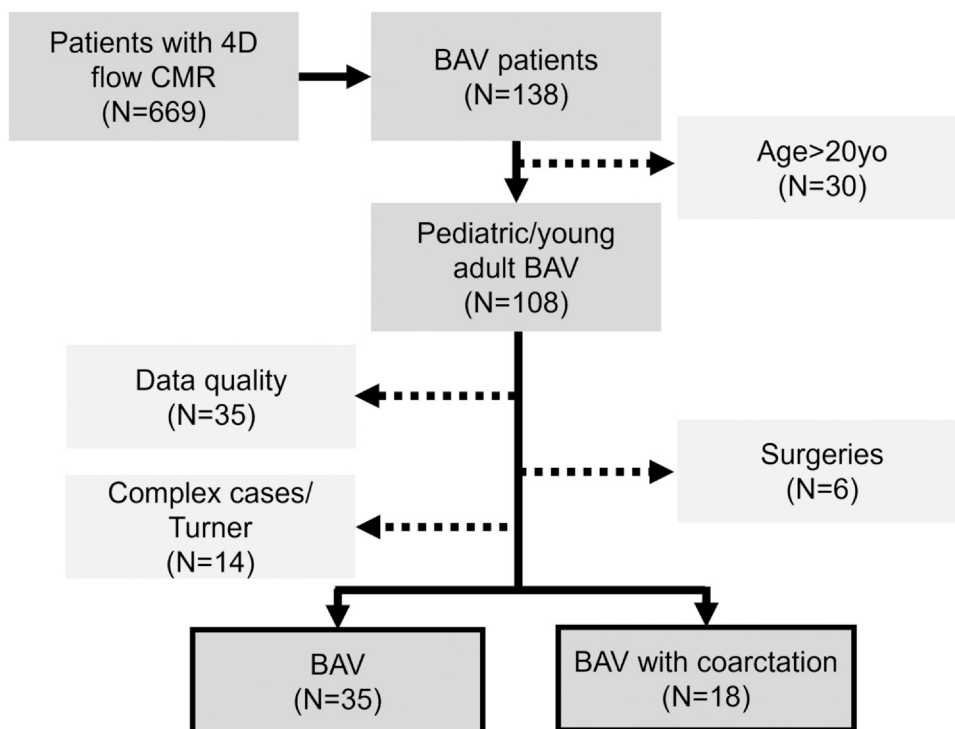 Patients with 4D
flow CMR
(N=669)
BAV patients
(N=138)
Age>20yo
(N=30)
Pediatric/young
adult BAV
(N=108)
Data quality
(N=35)
Surgeries
(N=6)
Complex cases/
Turner
(N=14)
BAV
(N=35)
BAV with coarctation
(N=18)